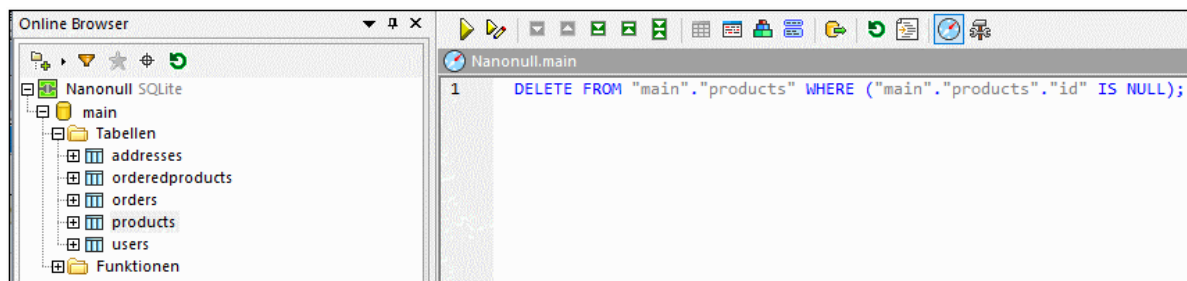 Online Browser
Nanonull SQLite
main
Tabellen
addresses
orderedproducts
orders
products
users
Funktionen
Nanonull.main
1 DELETE FROM "main"."products" WHERE ("main"."products"."id" IS NULL);